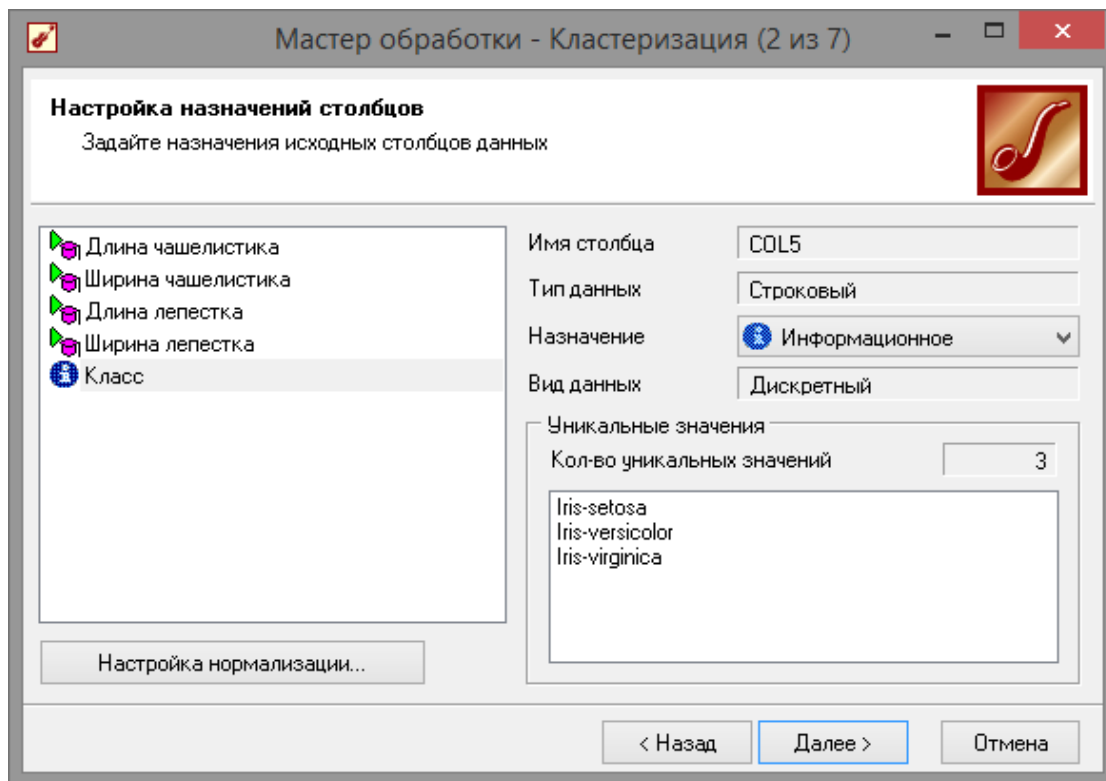 Мастер обработки - Кластеризация (2 из 7)
Настройка назначений столбцов
Задайте назначения исходных столбцов данных
Длина чашелистика
Ширина чашелистика
Длина лепестка
Ширина лепестка
Класс
Имя столбца COL5
Тип данных Строковый
Назначение Информационное
Вид данных Дискретный
Уникальные значения
Кол-во уникальных значений 3
Iris-setosa
Iris-versicolor
Iris-virginica
Настройка нормализации...
< Назад Далее > Отмена